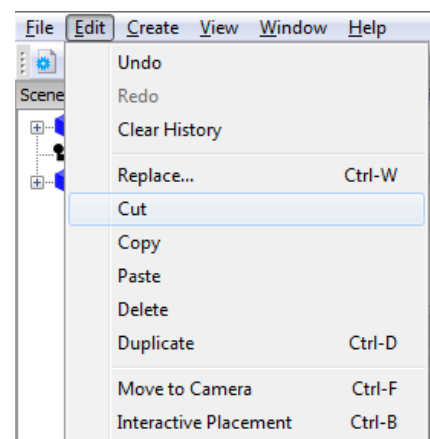 File Edit Create View Window Help
Undo
Scene
Redo
Clear History
Replace... Ctrl-W
Cut
Copy
Paste
Delete
Duplicate Ctrl-D
Move to Camera Ctrl-F
Interactive Placement Ctrl-B